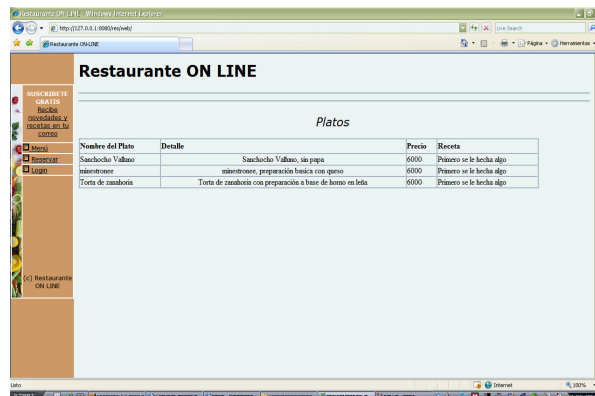 Restaurante ON LINE - Windows Internet Explorer
http://127.0.0.1:8080/res/web/
Live Search
Restaurante ON-LINE
Página
Herramientas
Restaurante ON LINE
SUSCRIBETE
GRATIS
Recibe
novedades y
recetas en tu
correo
Menú
Reservar
Login
Platos
Nombre del Plato Detalle Precio Receta
Sanchocho Valluno Sanchocho Valluno, sin papa 6000 Primero se le hecha algo
minestronee minestronee, preparación basica con queso 6000 Primero se le hecha algo
Torta de zanahoria Torta de zanahoria con preparación a base de horno en leña 6000 Primero se le hecha algo
(c) Restaurante
ON LINE
Listo
Internet
100%